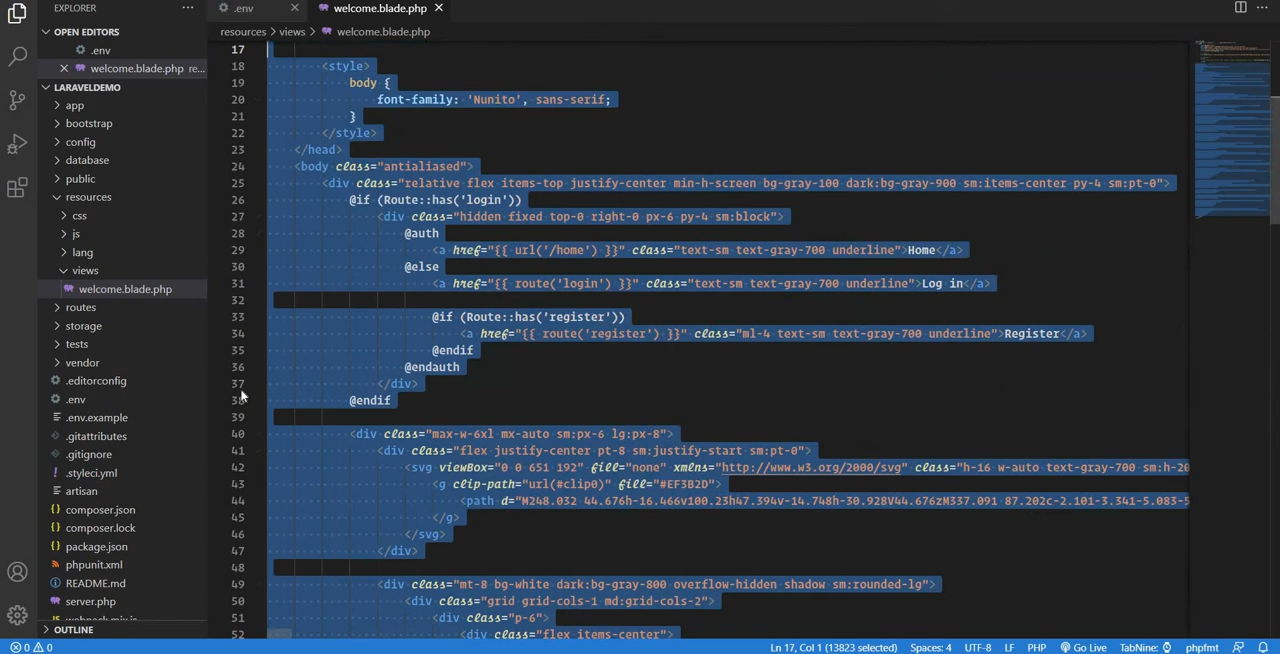 EXPLORER
OPEN EDITORS
.env
welcome.blade.php re...
LARAVELDEMO
app
bootstrap
config
database
public
resources
css
js
lang
views
welcome.blade.php
routes
storage
tests
vendor
.editorconfig
.env
.env.example
.gitattributes
.gitignore
.styleci.yml
artisan
composer.json
composer.lock
package.json
phpunit.xml
README.md
server.php
webpack.mix.js
OUTLINE
.env welcome.blade.php
resources > views > welcome.blade.php
17
18 <style>
19 body {
20 font-family: 'Nunito', sans-serif;
21 }
22 </style>
23 </head>
24 <body class="antialiased">
25 <div class="relative flex items-top justify-center min-h-screen bg-gray-100 dark:bg-gray-900 sm:items-center py-4 sm:pt-0">
26 @if (Route::has('login'))
27 <div class="hidden fixed top-0 right-0 px-6 py-4 sm:block">
28 @auth
29 <a href="{{ url('/home') }}" class="text-sm text-gray-700 underline">Home</a>
30 @else
31 <a href="{{ route('login') }}" class="text-sm text-gray-700 underline">Log in</a>
32
33 @if (Route::has('register'))
34 <a href="{{ route('register') }}" class="ml-4 text-sm text-gray-700 underline">Register</a>
35 @endif
36 @endauth
37 </div>
38 @endif
39
40 <div class="max-w-6xl mx-auto sm:px-6 lg:px-8">
41 <div class="flex justify-center pt-8 sm:justify-start sm:pt-0">
42 <svg viewBox="0 0 651 192" fill="none" xmlns="http://www.w3.org/2000/svg" class="h-16 w-auto text-gray-700 sm:h-20
43 <g clip-path="url(#clip0)" fill="#EF3B2D">
44 <path d="M248.032 44.676h-16.466v100.23h47.394v-14.748h-30.928V44.676zM337.091 87.202c-2.101-3.341-5.083-5
45 </g>
46 </svg>
47 </div>
48
49 <div class="mt-8 bg-white dark:bg-gray-800 overflow-hidden shadow sm:rounded-lg">
50 <div class="grid grid-cols-1 md:grid-cols-2">
51 <div class="p-6">
52 <div class="flex items-center">
0 0 Ln 17, Col 1 (13823 selected) Spaces: 4 UTF-8 LF PHP Go Live TabNine: phpfmt